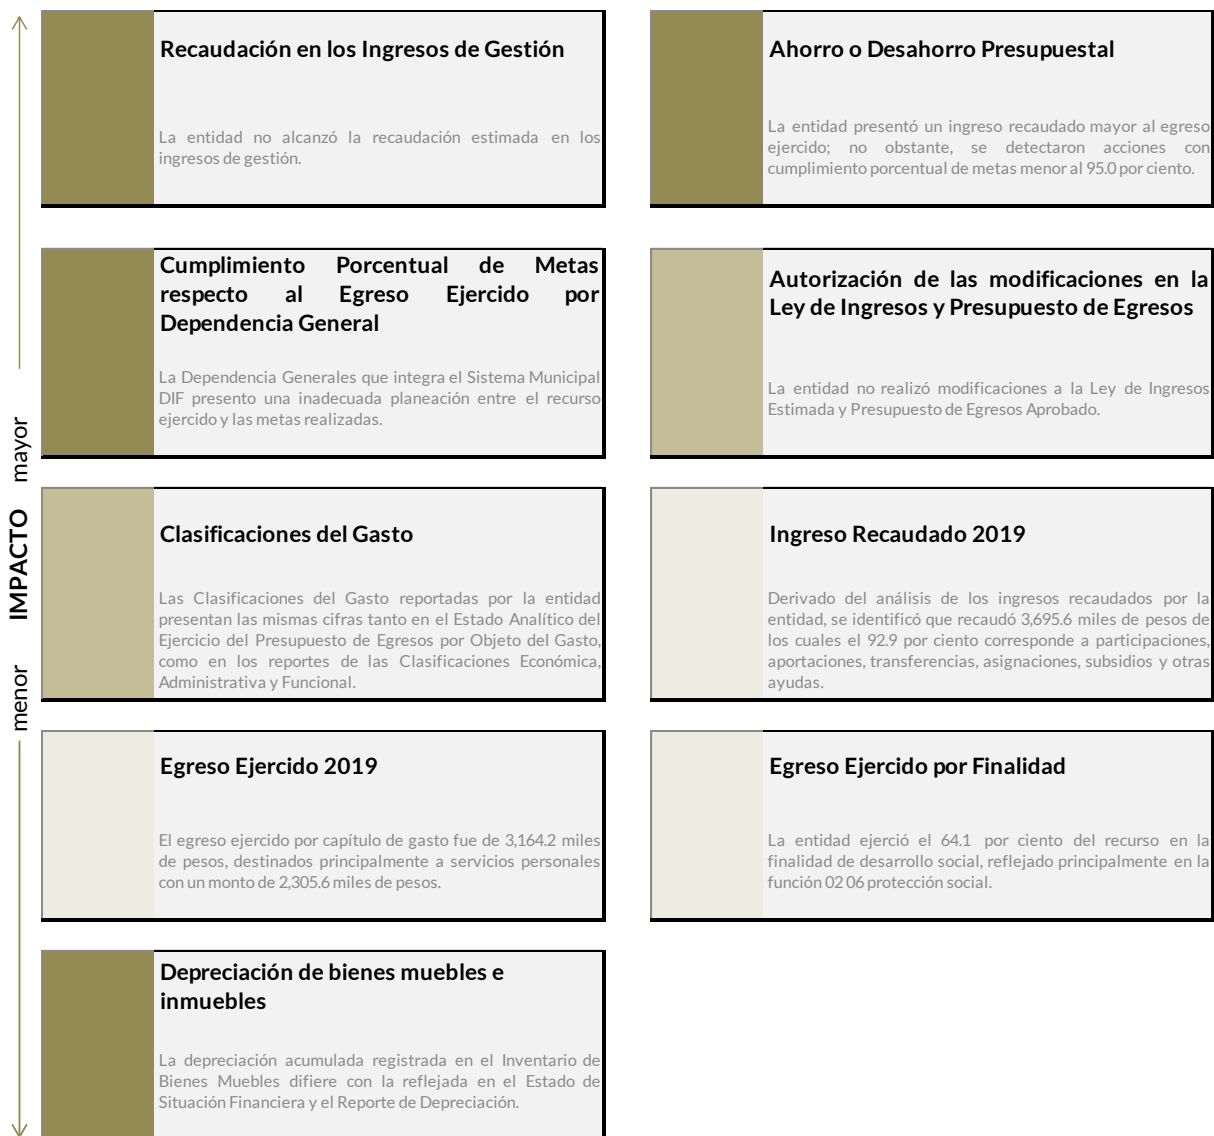 Recaudación en los Ingresos de Gestión
La entidad no alcanzó la recaudación estimada en los
ingresos de gestión.
Ahorro o Desahorro Presupuestal
La entidad presentó un ingreso recaudado mayor al egreso
ejercido; no obstante, se detectaron acciones con
cumplimiento porcentual de metas menor al 95.0 por ciento.
Cumplimiento Porcentual de Metas
respecto al Egreso Ejercido por
Dependencia General
La Dependencia Generales que integra el Sistema Municipal
DIF presento una inadecuada planeación entre el recurso
ejercido y las metas realizadas.
Autorización de las modificaciones en la
Ley de Ingresos y Presupuesto de Egresos
La entidad no realizó modificaciones a la Ley de Ingresos
Estimada y Presupuesto de Egresos Aprobado.
menor IMPACTO mayor
Clasificaciones del Gasto
Las Clasificaciones del Gasto reportadas por la entidad
presentan las mismas cifras tanto en el Estado Analítico del
Ejercicio del Presupuesto de Egresos por Objeto del Gasto,
como en los reportes de las Clasificaciones Económica,
Administrativa y Funcional.
Ingreso Recaudado 2019
Derivado del análisis de los ingresos recaudados por la
entidad, se identificó que recaudó 3,695.6 miles de pesos de
los cuales el 92.9 por ciento corresponde a participaciones,
aportaciones, transferencias, asignaciones, subsidios y otras
ayudas.
Egreso Ejercido 2019
El egreso ejercido por capítulo de gasto fue de 3,164.2 miles
de pesos, destinados principalmente a servicios personales
con un monto de 2,305.6 miles de pesos.
Egreso Ejercido por Finalidad
La entidad ejerció el 64.1 por ciento del recurso en la
finalidad de desarrollo social, reflejado principalmente en la
función 02 06 protección social.
Depreciación de bienes muebles e
inmuebles
La depreciación acumulada registrada en el Inventario de
Bienes Muebles difiere con la reflejada en el Estado de
Situación Financiera y el Reporte de Depreciación.